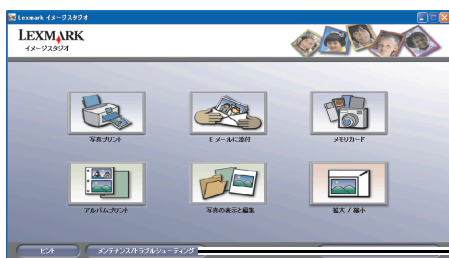 Lexmark イメージスタジオ
LEXMARK
イメージスタジオ
写真プリント
E メールに添付
メモリカード
アルバムプリント
写真の表示と編集
拡大 / 縮小
ヒント
メンテナンス/トラブルシューティング